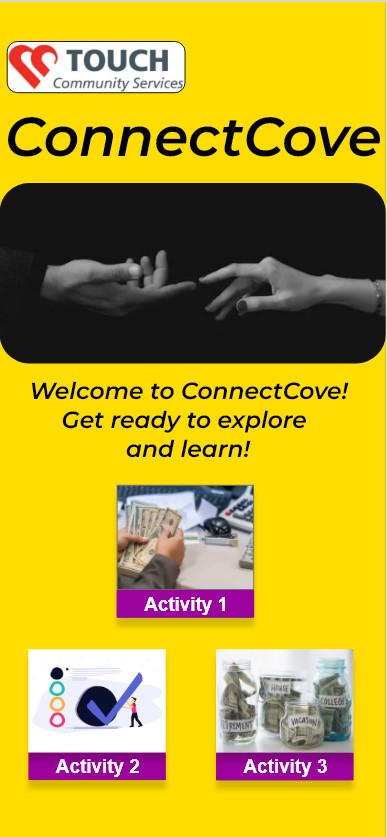 TOUCH
Community Services
ConnectCove
Welcome to ConnectCove!
Get ready to explore
and learn!
Activity 1
Activity 2
Activity 3
HOUSE
COLLEGE
RETIREMENT
VACATION